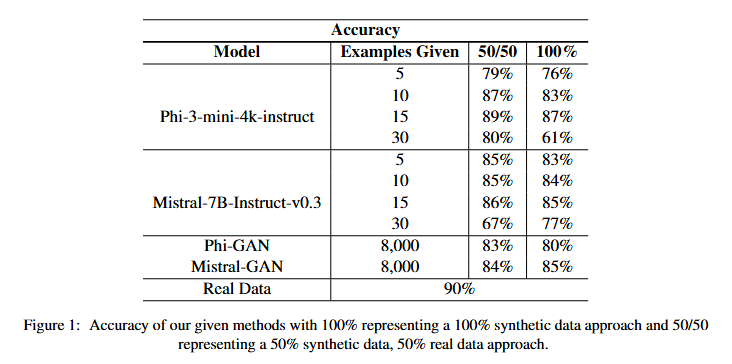 Accuracy
Model Examples Given 50/50 100%
Phi-3-mini-4k-instruct
5 79% 76%
10 87% 83%
15 89% 87%
30 80% 61%
Mistral-7B-Instruct-v0.3
5 85% 83%
10 85% 84%
15 86% 85%
30 67% 77%
Phi-GAN 8,000 83% 80%
Mistral-GAN 8,000 84% 85%
Real Data 90%
Figure 1: Accuracy of our given methods with 100% representing a 100% synthetic data approach and 50/50
representing a 50% synthetic data, 50% real data approach.